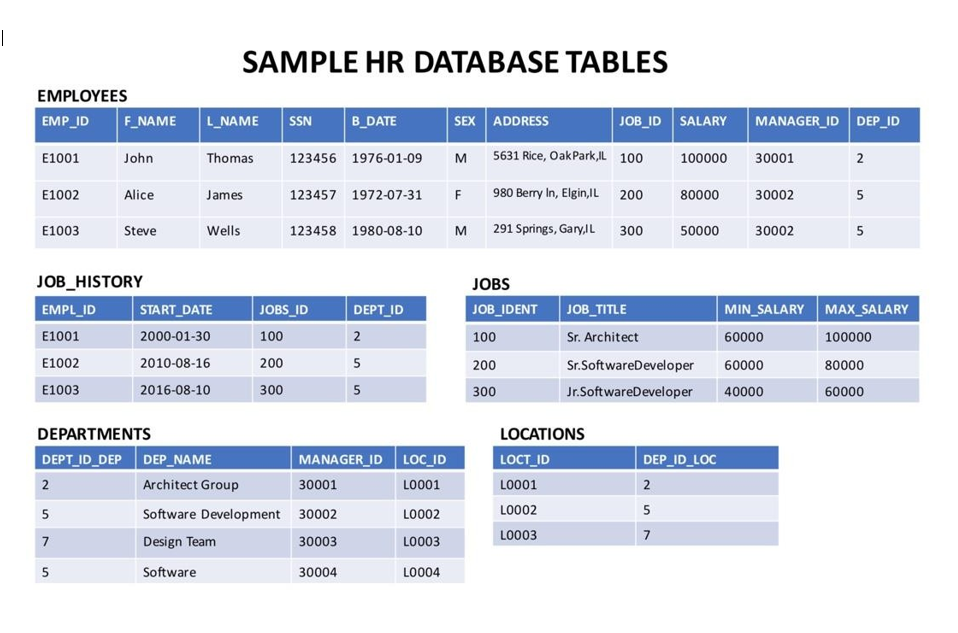 SAMPLE HR DATABASE TABLES
EMPLOYEES
EMP_ID F_NAME L_NAME SSN B_DATE SEX ADDRESS JOB_ID SALARY MANAGER_ID DEP_ID
E1001 John Thomas 123456 1976-01-09 M 5631 Rice, OakPark,IL 100 100000 30001 2
E1002 Alice James 123457 1972-07-31 F 980 Berry ln, Elgin,IL 200 80000 30002 5
E1003 Steve Wells 123458 1980-08-10 M 291 Springs, Gary,IL 300 50000 30002 5
JOB_HISTORY
EMPL_ID START_DATE JOBS_ID DEPT_ID
E1001 2000-01-30 100 2
E1002 2010-08-16 200 5
E1003 2016-08-10 300 5
JOBS
JOB_IDENT JOB_TITLE MIN_SALARY MAX_SALARY
100 Sr. Architect 60000 100000
200 Sr.SoftwareDeveloper 60000 80000
300 Jr.SoftwareDeveloper 40000 60000
DEPARTMENTS
DEPT_ID_DEP DEP_NAME MANAGER_ID LOC_ID
2 Architect Group 30001 L0001
5 Software Development 30002 L0002
7 Design Team 30003 L0003
5 Software 30004 L0004
LOCATIONS
LOCT_ID DEP_ID_LOC
L0001 2
L0002 5
L0003 7